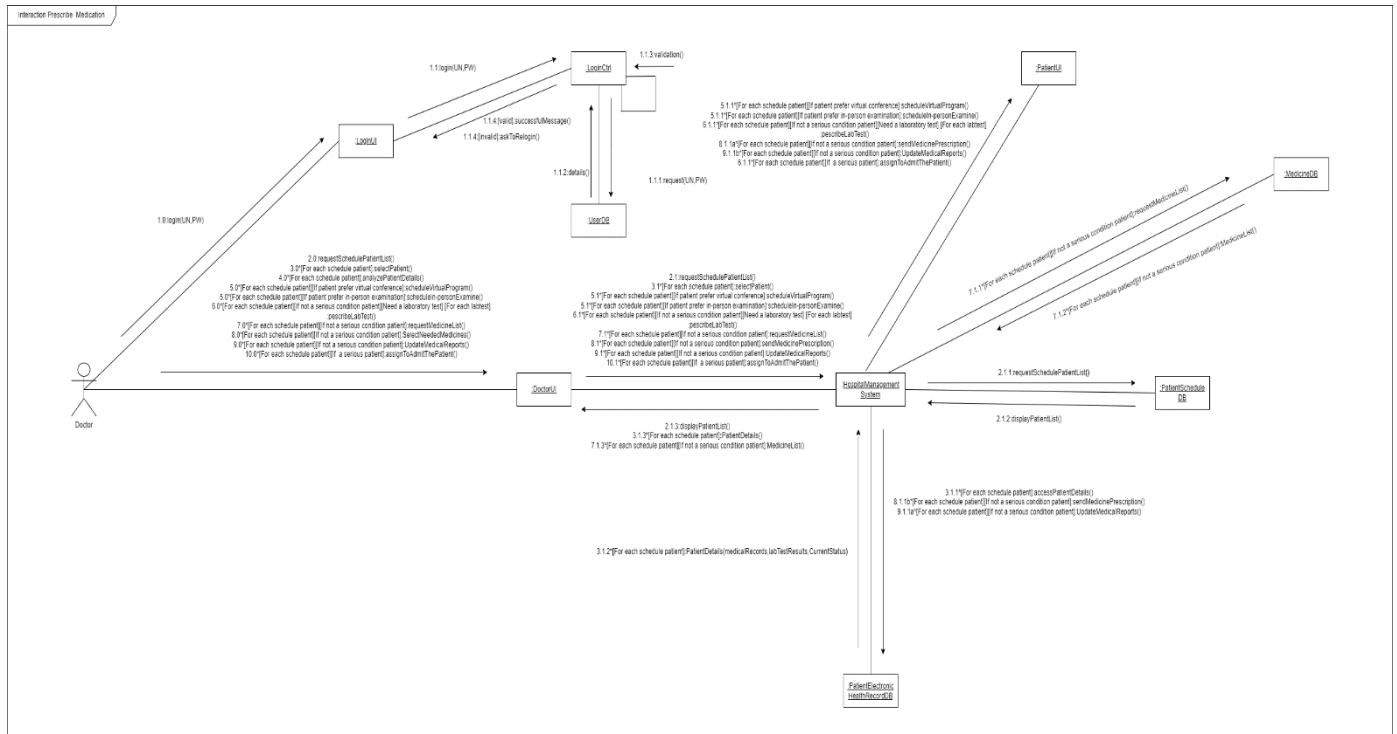 Interaction Prescribe Medication
1.1.3:validation()
:LoginCtrl
:PatientUI
1.1:login(UN,PW)
5.1.1*[For each schedule patient][If patient prefer virtual conference]:scheduleVirtualProgram()
5.1.1*[For each schedule patient][If patient prefer in-person examination]:scheduleIn-personExamine()
6.1.1*[For each schedule patient][If not a serious condition patient][Need a laboratory test] [For each labtest]
:pescribeLabTest()
8.1.1a*[For each schedule patient][If not a serious condition patient]:sendMedicinePrescription()
9.1.1b*[For each schedule patient][If not a serious condition patient]:UpdateMedicalReports()
1.1.4:[valid]:successfulMessage()
1.1.4:[invalid]:askToRelogin()
:LoginUI
1.1.2:details()
1.1.1:request(UN,PW)
:MedicineDB
7.1.1*[For each schedule patient][If not a serious condition patient]:requestMedicineList()
7.1.2*[For each schedule patient][If not a serious condition patient]:MedicineList()
:UserDB
1.0:login(UN,PW)
2.0:requestSchedulePatientList()
3.0*[For each schedule patient]:selectPatient()
4.0*[For each schedule patient]:analyzePatientDetails()
5.0*[For each schedule patient][If patient prefer virtual conference]:scheduleVirtualProgram()
5.0*[For each schedule patient][If patient prefer in-person examination]:scheduleIn-personExamine()
6.0*[For each schedule patient][If not a serious condition patient][Need a laboratory test] [For each labtest]
:pescribeLabTest()
7.0*[For each schedule patient][If not a serious condition patient]:requestMedicineList()
8.0*[For each schedule patient][If not a serious condition patient]:SelectNeededMedicines()
9.0*[For each schedule patient][If not a serious condition patient]:UpdateMedicalReports()
10.0*[For each schedule patient][If a serious patient]:assignToAdmitThePatient()
2.1:requestSchedulePatientList()
3.1*[For each schedule patient]:selectPatient()
5.1*[For each schedule patient][If patient prefer virtual conference]:scheduleVirtualProgram()
5.1*[For each schedule patient][If patient prefer in-person examination]:scheduleIn-personExamine()
6.1*[For each schedule patient][If not a serious condition patient][Need a laboratory test] [For each labtest]
:pescribeLabTest()
7.1*[For each schedule patient][If not a serious condition patient]:requestMedicineList()
8.1*[For each schedule patient][If not a serious condition patient]:sendMedicinePrescription()
9.1*[For each schedule patient][If not a serious condition patient]:UpdateMedicalReports()
10.1*[For each schedule patient][If a serious patient]:assignToAdmitThePatient()
Doctor
:DoctorUI
:HospitalManagement
System
2.1.1:requestSchedulePatientList()
:PatientSchedule
DB
2.1.2:displayPatientList()
2.1.3:displayPatientList()
3.1.3*[For each schedule patient]:PatientDetails()
7.1.3*[For each schedule patient][If not a serious condition patient]:MedicineList()
3.1.1*[For each schedule patient]:accessPatientDetails()
8.1.1b*[For each schedule patient][If not a serious condition patient]:sendMedicinePrescription()
9.1.1a*[For each schedule patient][If not a serious condition patient]:UpdateMedicalReports()
3.1.2*[For each schedule patient]:PatientDetails(medicalRecords,labTestResults,CurrentStatus)
:PatientElectronic
HealthRecordDB